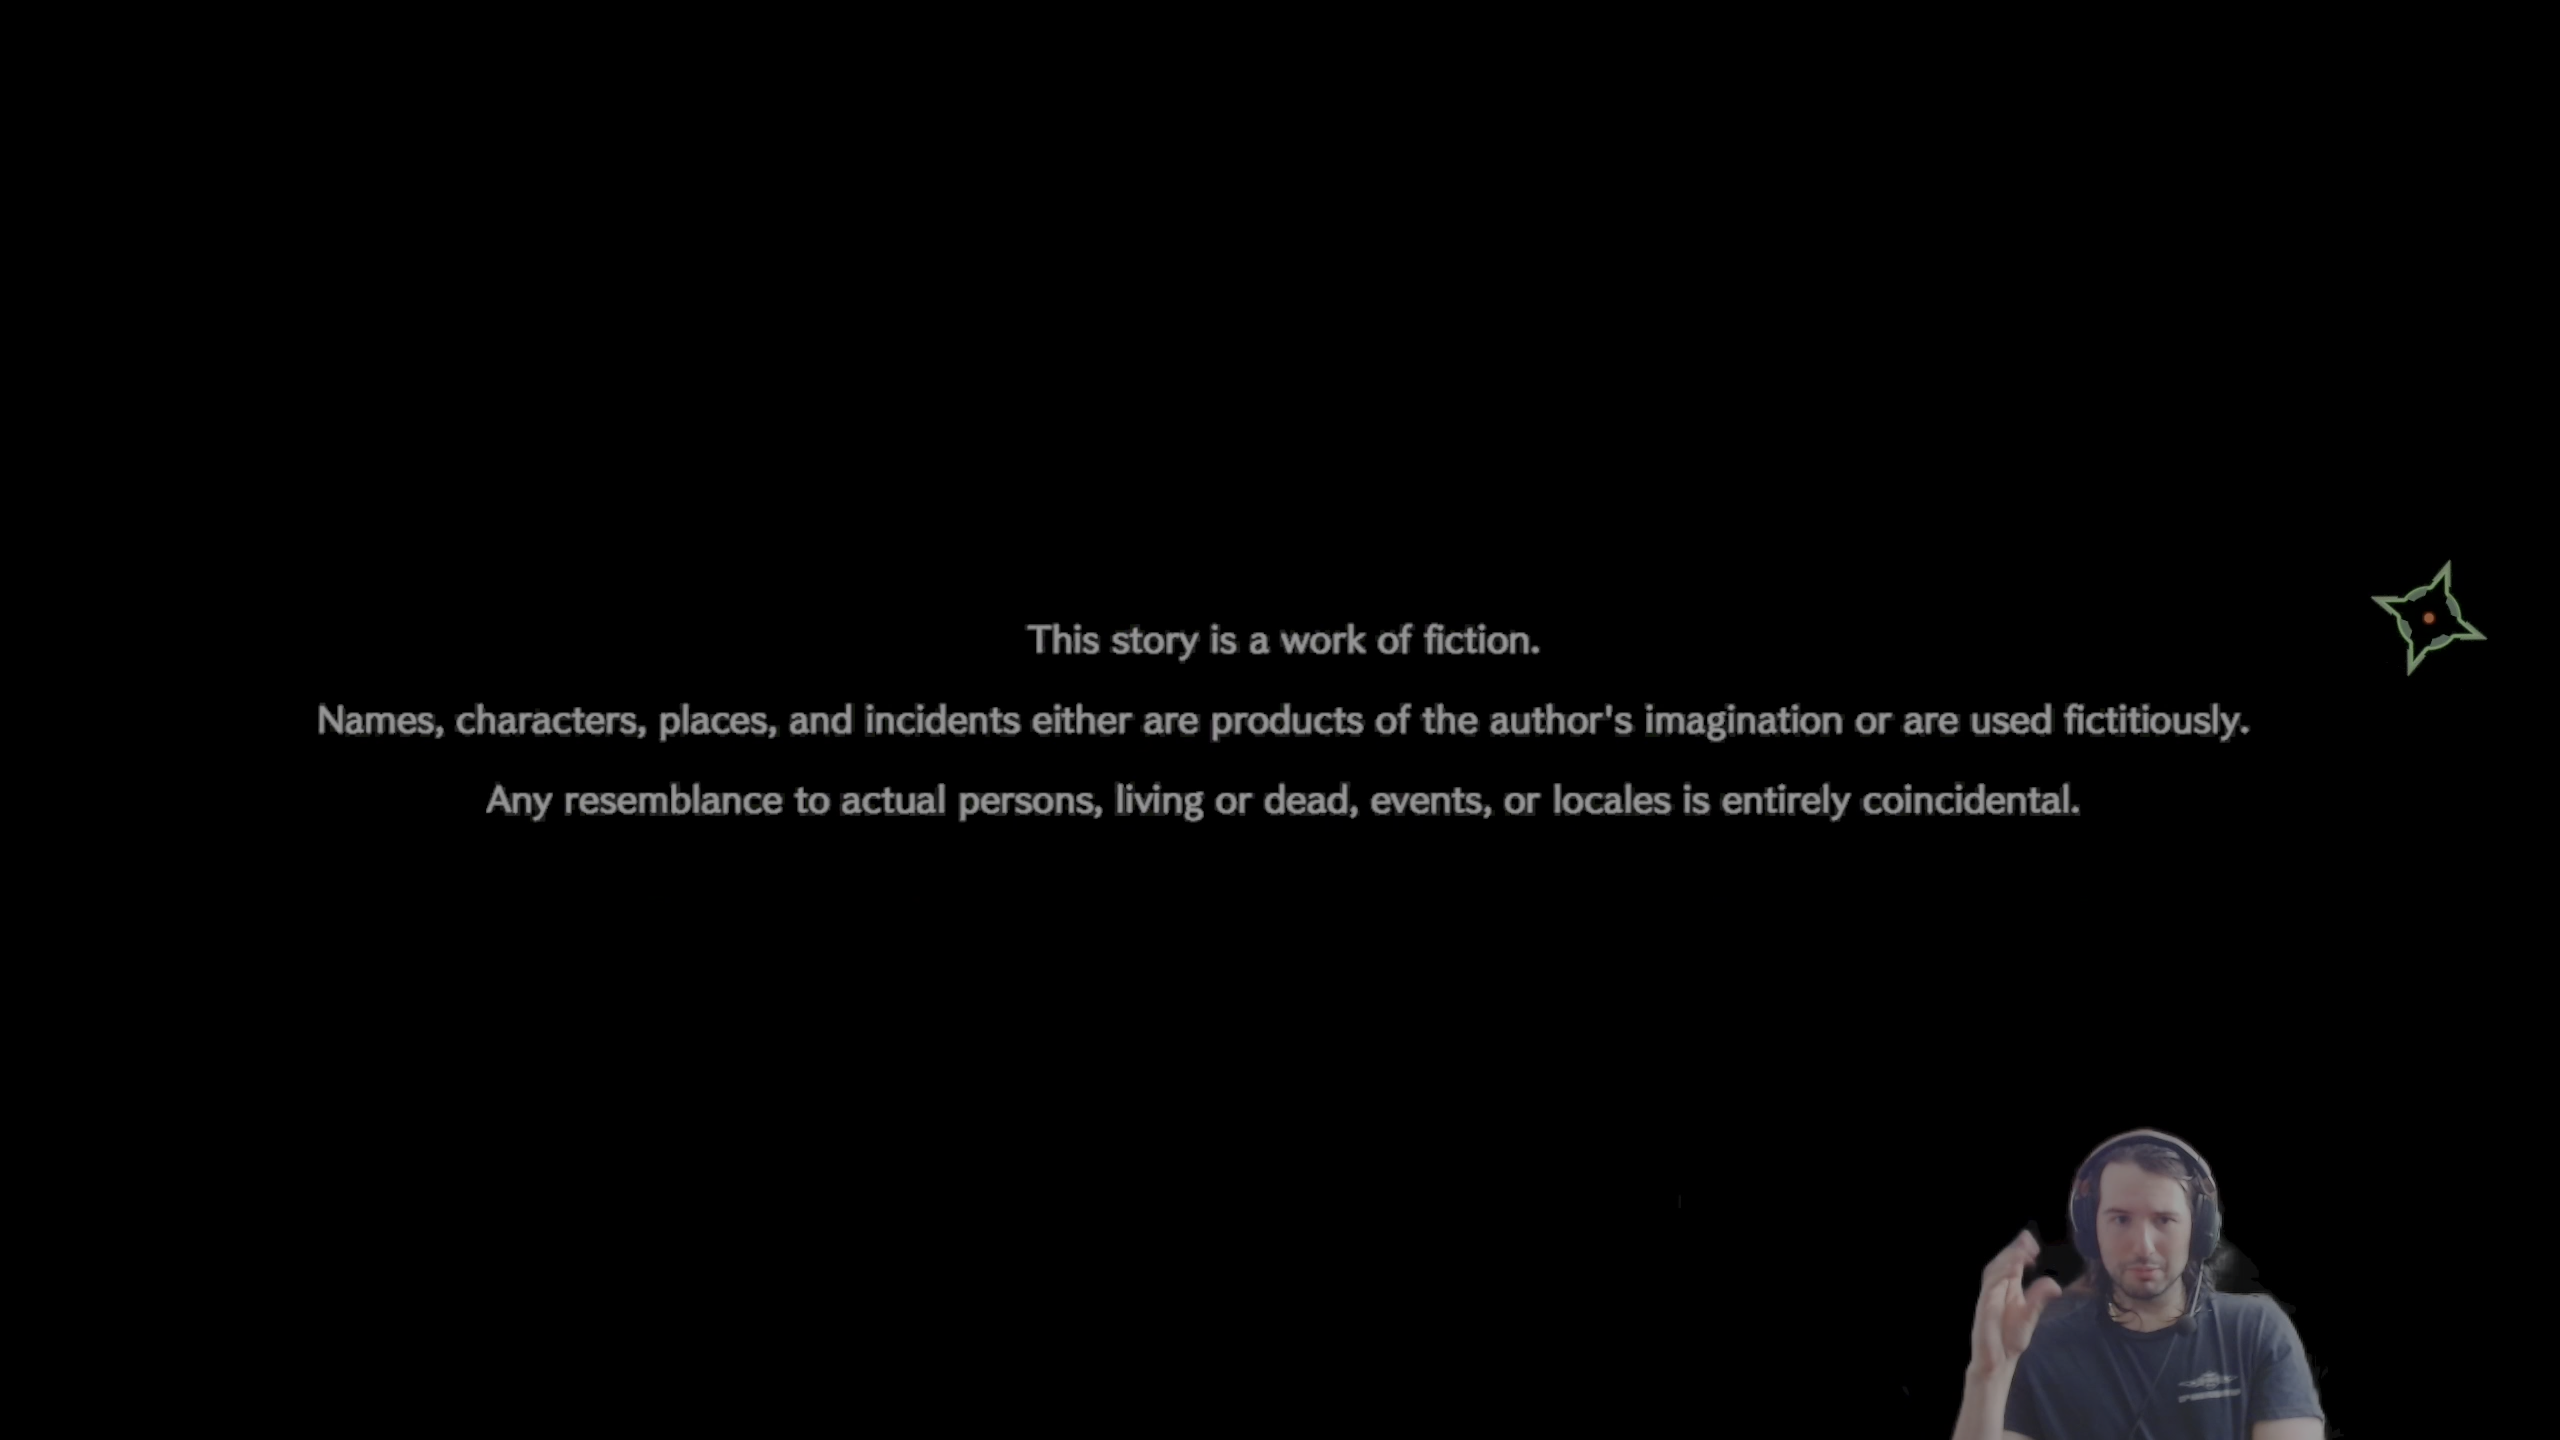 This story is a work of fiction.
Names, characters, places, and incidents either are products of the author's imagination or are used fictitiously.
Any resemblance to actual persons, living or dead, events, or locales is entirely coincidental.